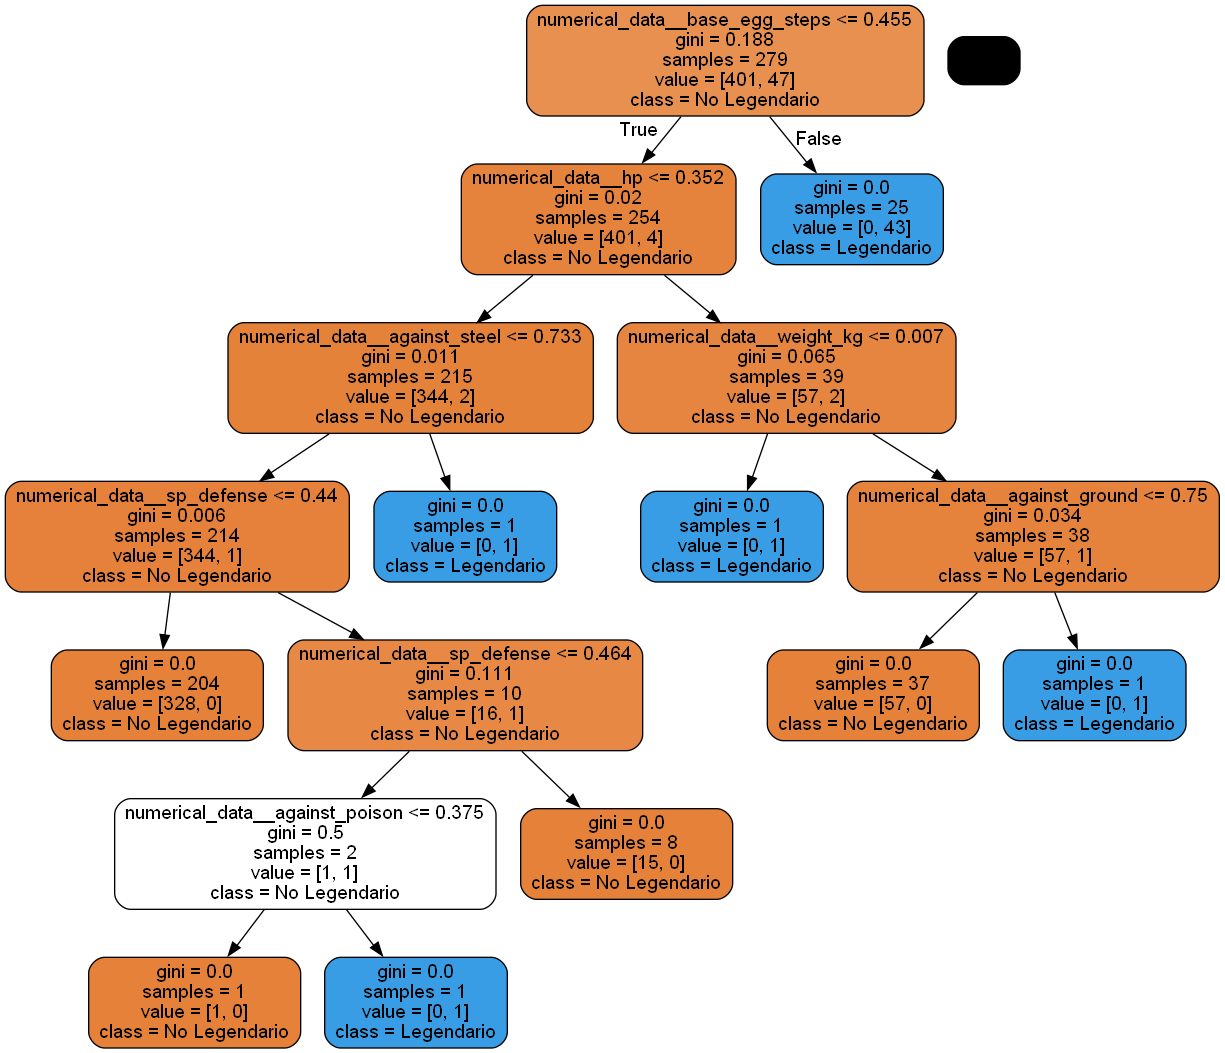 numerical_data__base_egg_steps <= 0.455
gini = 0.188
samples = 279
value = [401, 47]
class = No Legendario
True
False
numerical_data__hp <= 0.352
gini = 0.02
samples = 254
value = [401, 4]
class = No Legendario
gini = 0.0
samples = 25
value = [0, 43]
class = Legendario
numerical_data__against_steel <= 0.733
gini = 0.011
samples = 215
value = [344, 2]
class = No Legendario
numerical_data__weight_kg <= 0.007
gini = 0.065
samples = 39
value = [57, 2]
class = No Legendario
numerical_data__sp_defense <= 0.44
gini = 0.006
samples = 214
value = [344, 1]
class = No Legendario
gini = 0.0
samples = 1
value = [0, 1]
class = Legendario
gini = 0.0
samples = 1
value = [0, 1]
class = Legendario
numerical_data__against_ground <= 0.75
gini = 0.034
samples = 38
value = [57, 1]
class = No Legendario
gini = 0.0
samples = 204
value = [328, 0]
class = No Legendario
numerical_data__sp_defense <= 0.464
gini = 0.111
samples = 10
value = [16, 1]
class = No Legendario
gini = 0.0
samples = 37
value = [57, 0]
class = No Legendario
gini = 0.0
samples = 1
value = [0, 1]
class = Legendario
numerical_data__against_poison <= 0.375
gini = 0.5
samples = 2
value = [1, 1]
class = No Legendario
gini = 0.0
samples = 8
value = [15, 0]
class = No Legendario
gini = 0.0
samples = 1
value = [1, 0]
class = No Legendario
gini = 0.0
samples = 1
value = [0, 1]
class = Legendario